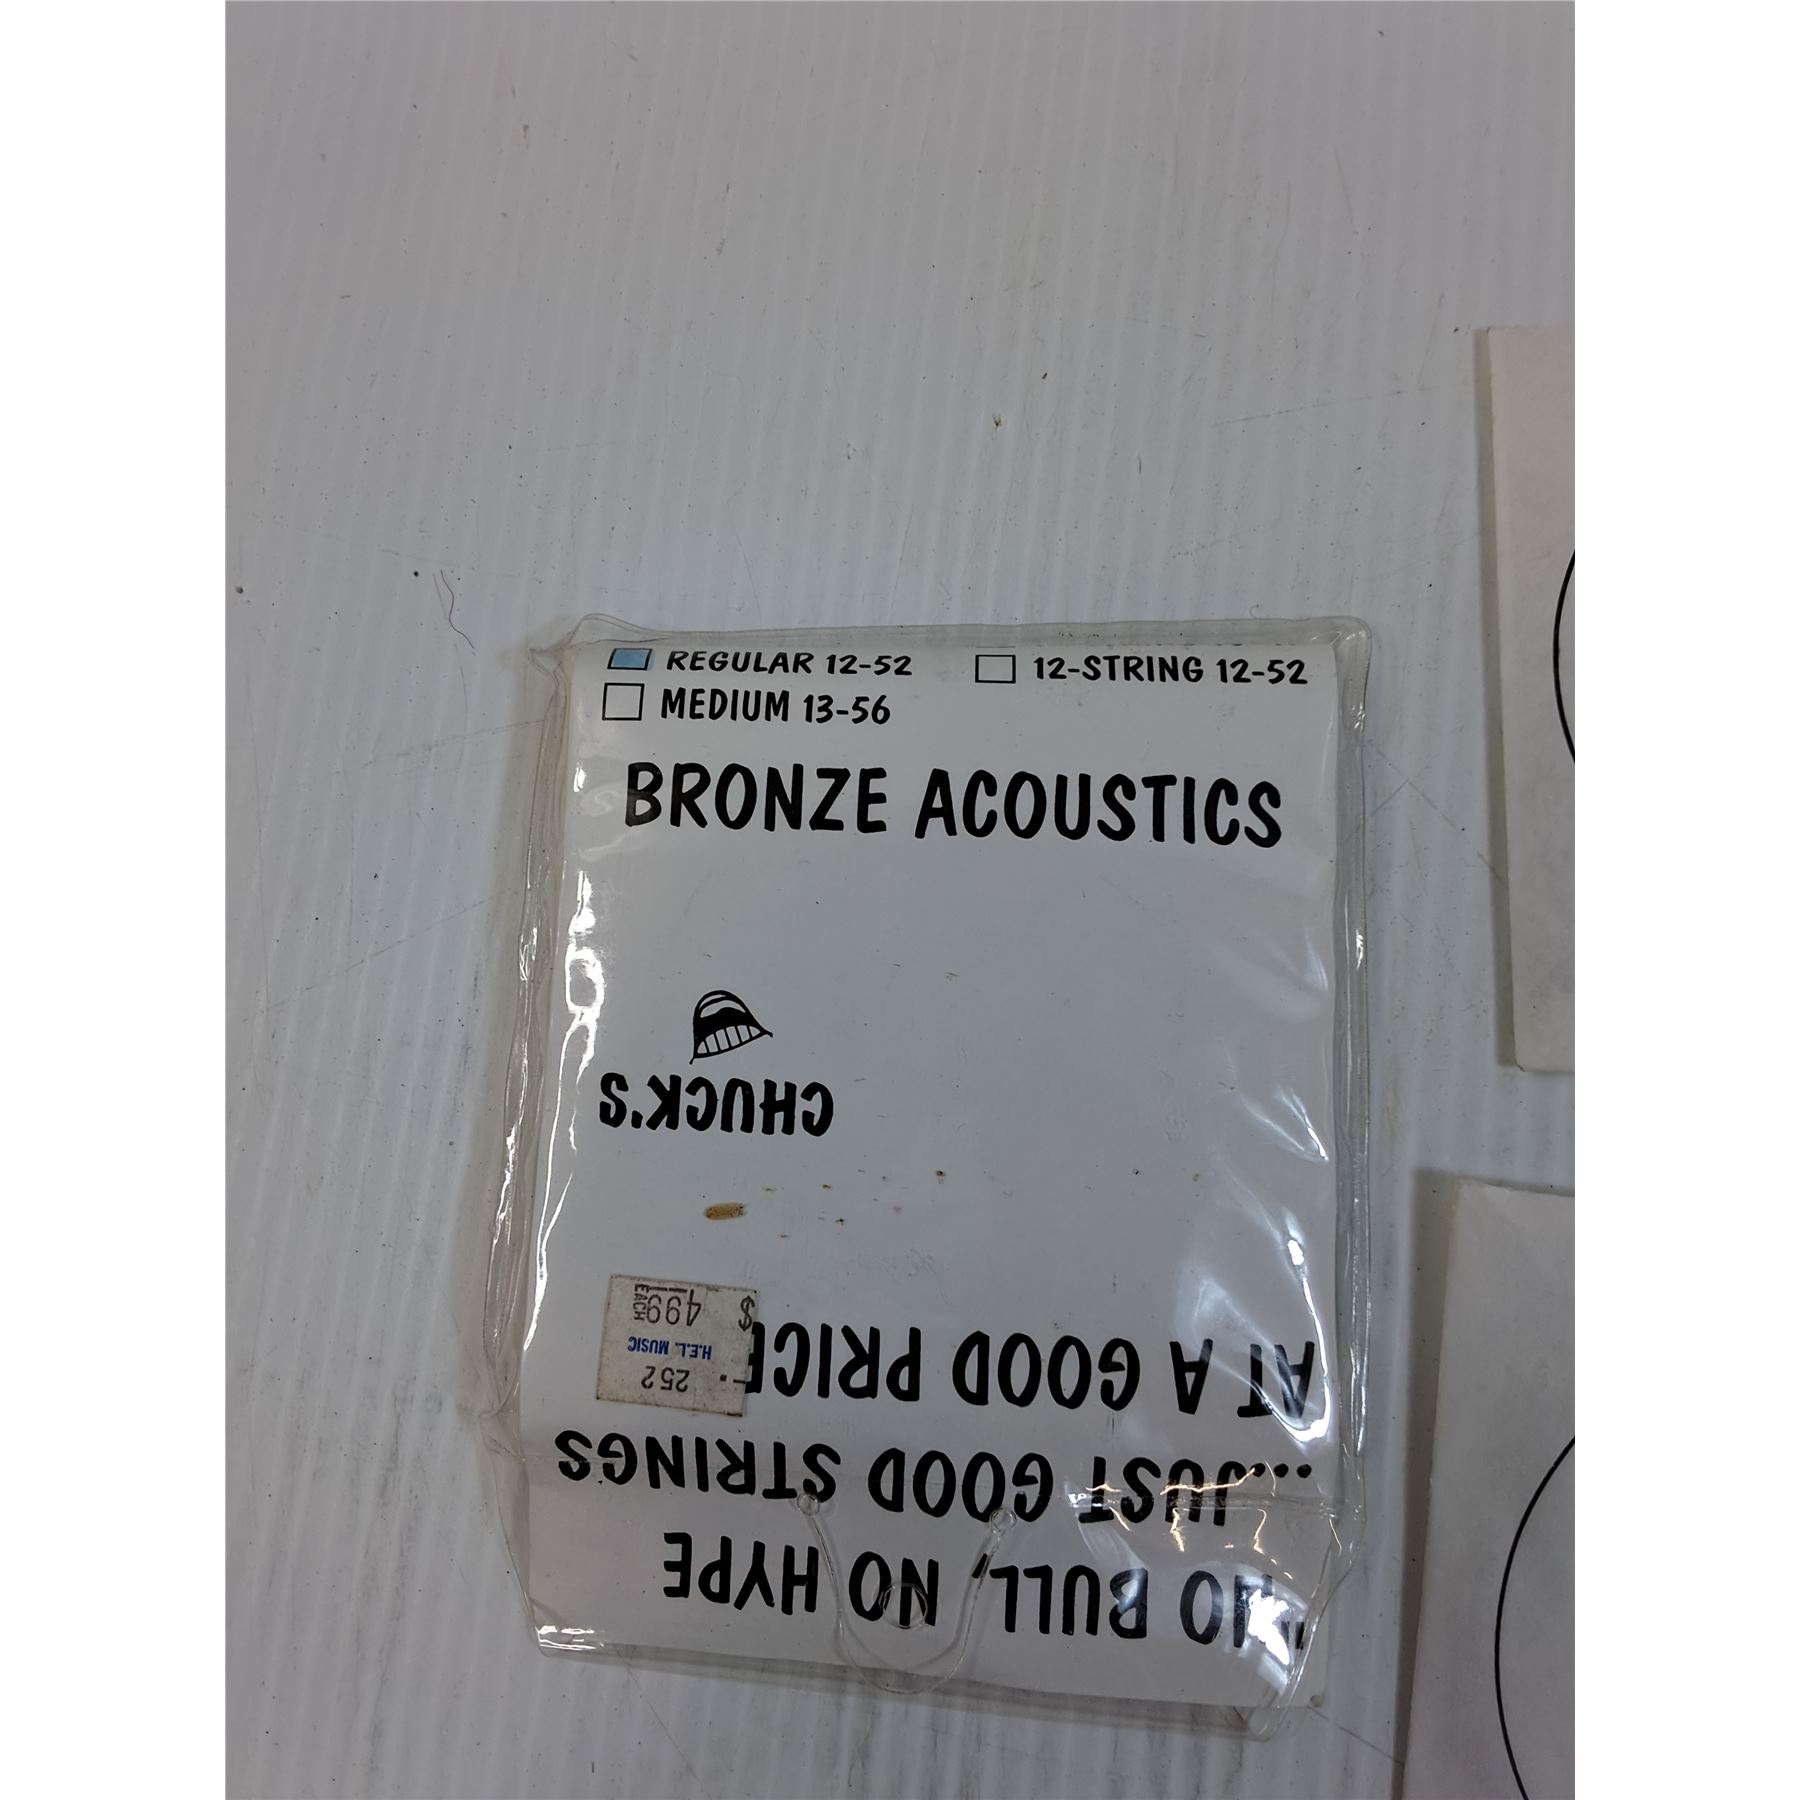 REGULAR 12-52
12-STRING 12-52
MEDIUM 13-56
BRONZE ACOUSTICS
CHUCK'S
"NO BULL, NO HYPE
...JUST GOOD STRINGS
AT A GOOD PRICE
252
H.E.L. MUSIC
$ 499
EACH